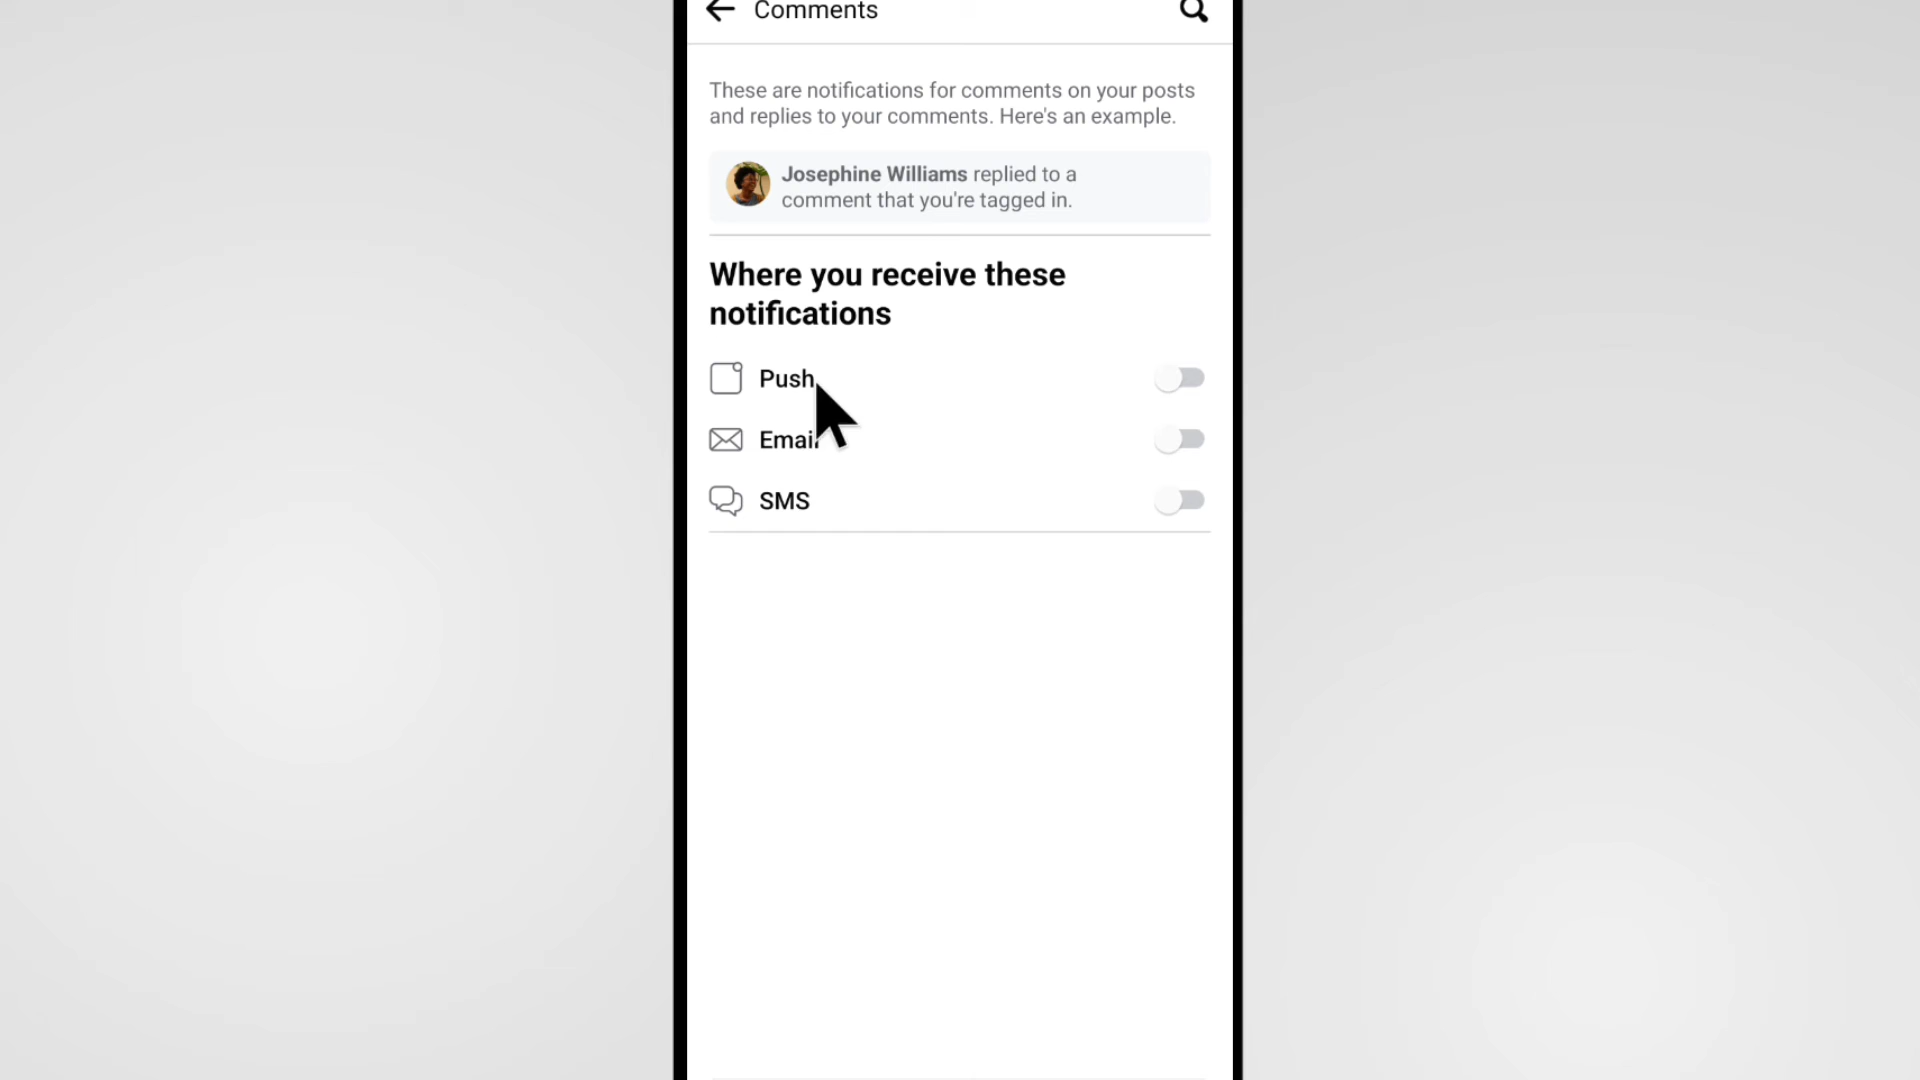 Comments
These are notifications for comments on your posts
and replies to your comments. Here's an example.
Josephine Williams replied to a
comment that you're tagged in.
Where you receive these
notifications
Push
Email
SMS